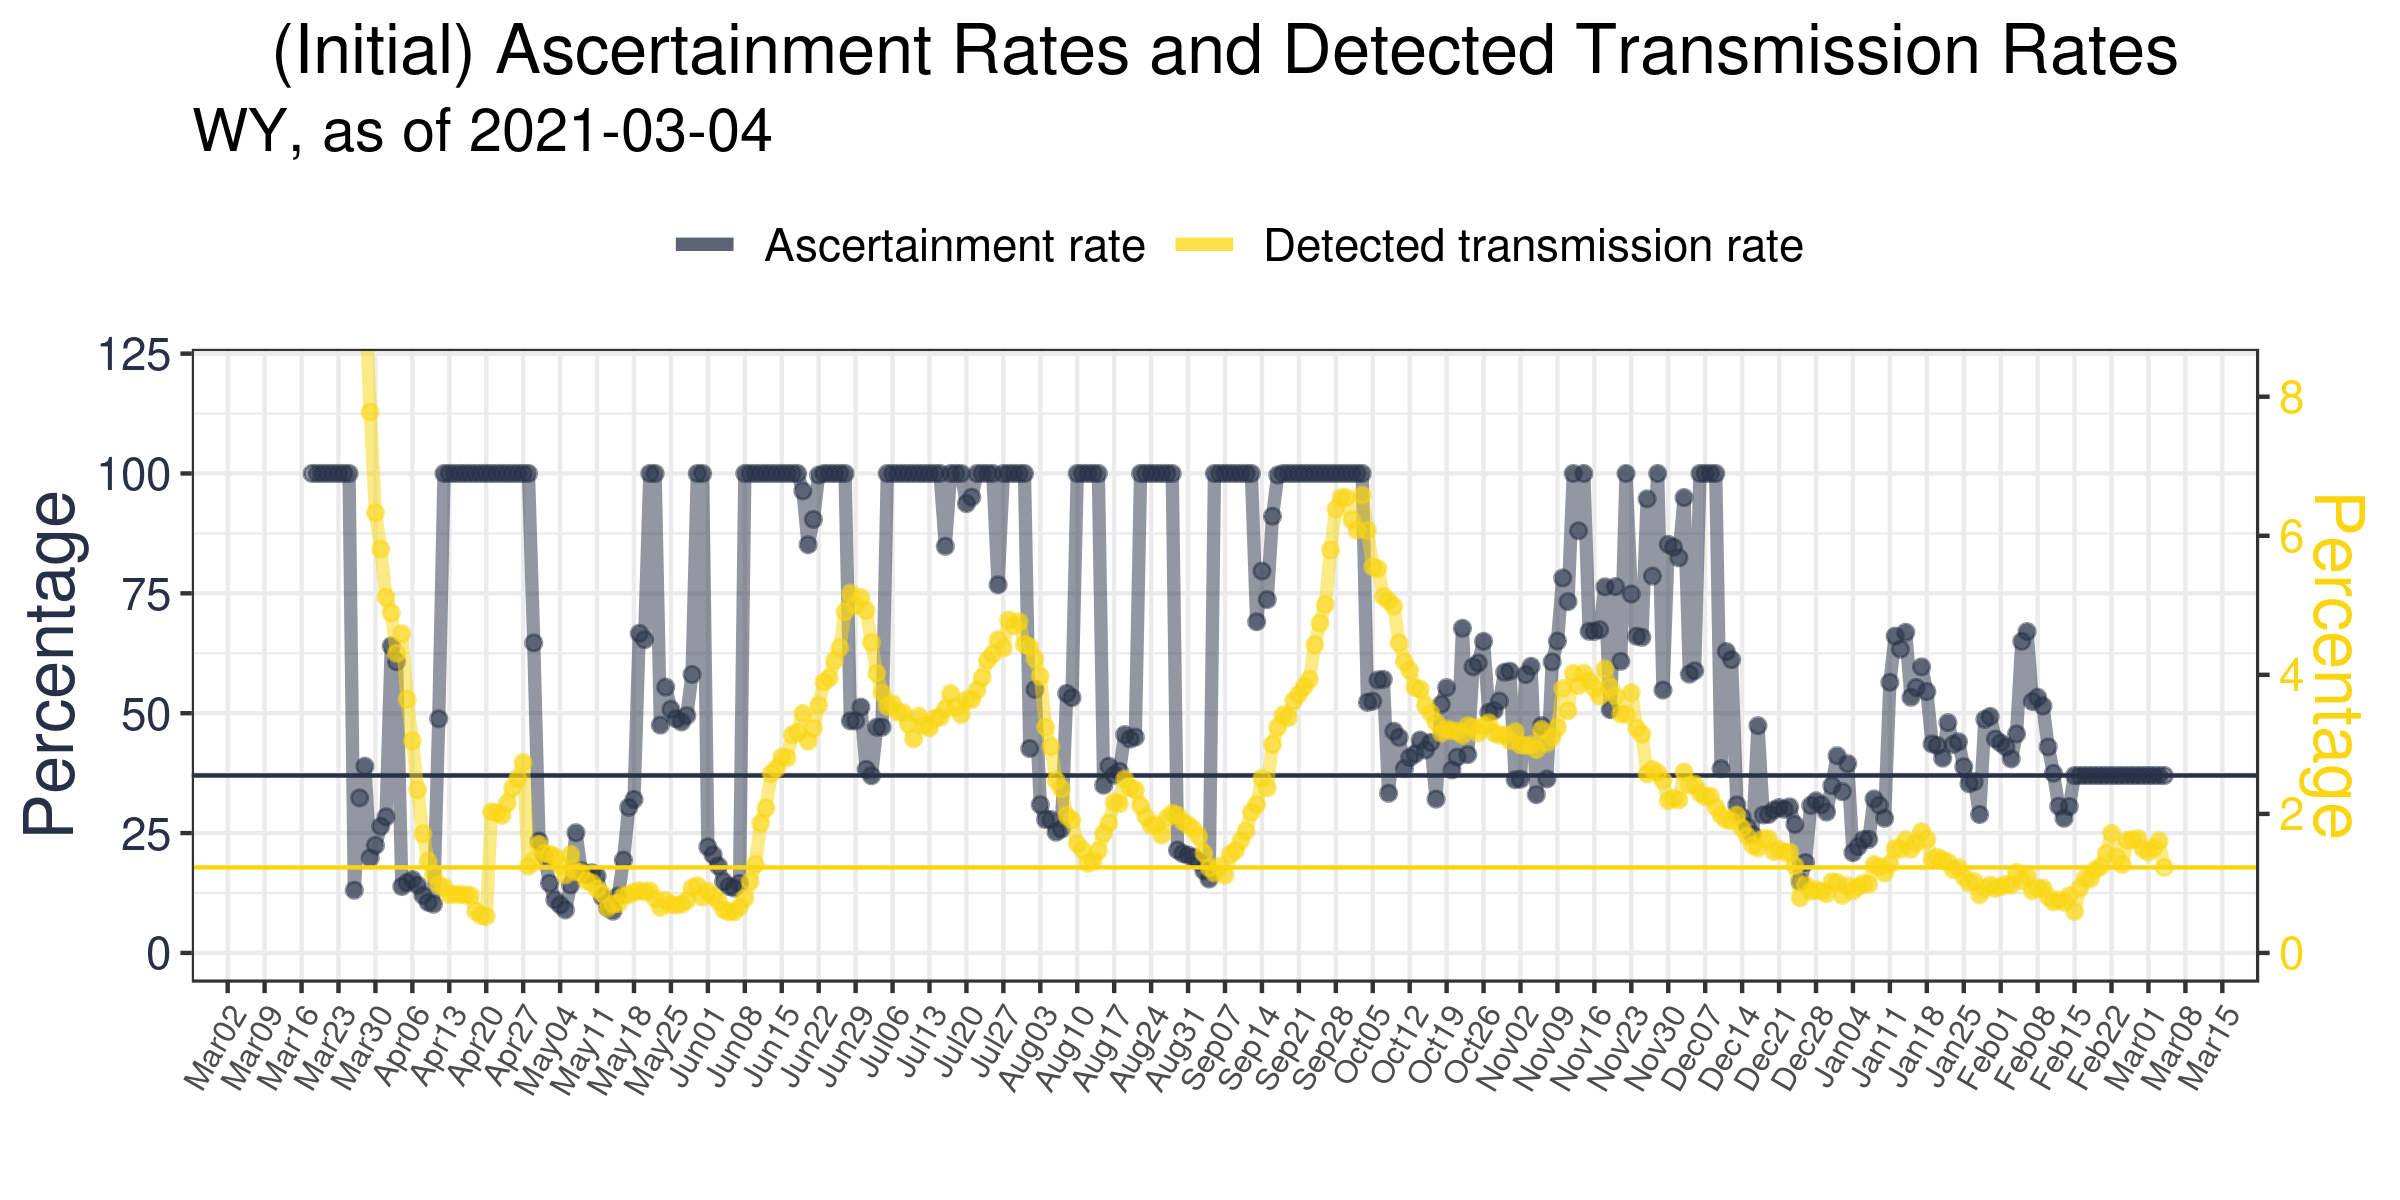 (Initial) Ascertainment Rates and Detected Transmission Rates
WY, as of 2021-03-04
Ascertainment rate
Detected transmission rate
Percentage
125
100
75
50
25
0
8
6
4
2
0
Percentage
Mar02
Mar09
Mar16
Mar23
Mar30
Apr06
Apr13
Apr20
Apr27
May04
May11
May18
May25
Jun01
Jun08
Jun15
Jun22
Jun29
Jul06
Jul13
Jul20
Jul27
Aug03
Aug10
Aug17
Aug24
Aug31
Sep07
Sep14
Sep21
Sep28
Oct05
Oct12
Oct19
Oct26
Nov02
Nov09
Nov16
Nov23
Nov30
Dec07
Dec14
Dec21
Dec28
Jan04
Jan11
Jan18
Jan25
Feb01
Feb08
Feb15
Feb22
Mar01
Mar08
Mar15